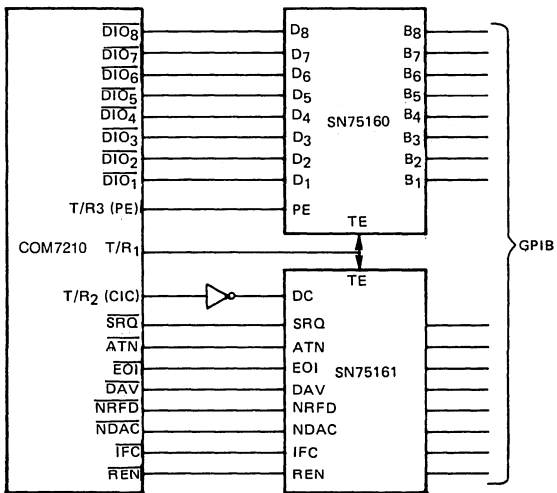 DIO8 D8 B8
DIO7 D7 B7
DIO6 D6 B6
DIO5 D5 B5
DIO4 D4 SN75160 B4
DIO3 D3 B3
DIO2 D2 B2
DIO1 D1 B1
T/R3 (PE) PE
TE
COM7210 T/R1 GPIB
TE
T/R2 (CIC) DC
SRQ SRQ
ATN ATN
EOI EOI SN75161
DAV DAV
NRFD NRFD
NDAC NDAC
IFC IFC
REN REN